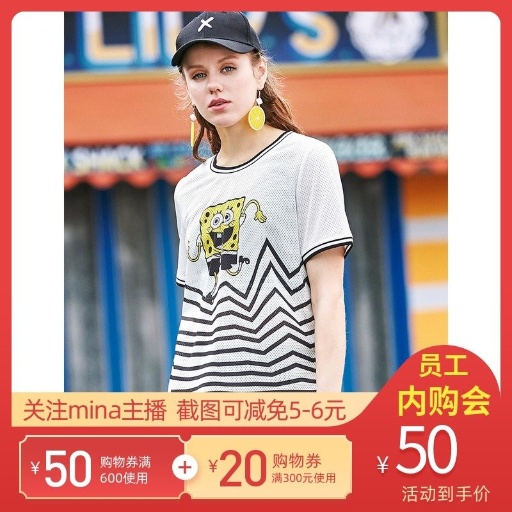 关注mina主播 截图可减免5-6元
¥50 购物券满
600使用
+
¥20 购物券
满300元使用
员工
内购会
¥50
活动到手价